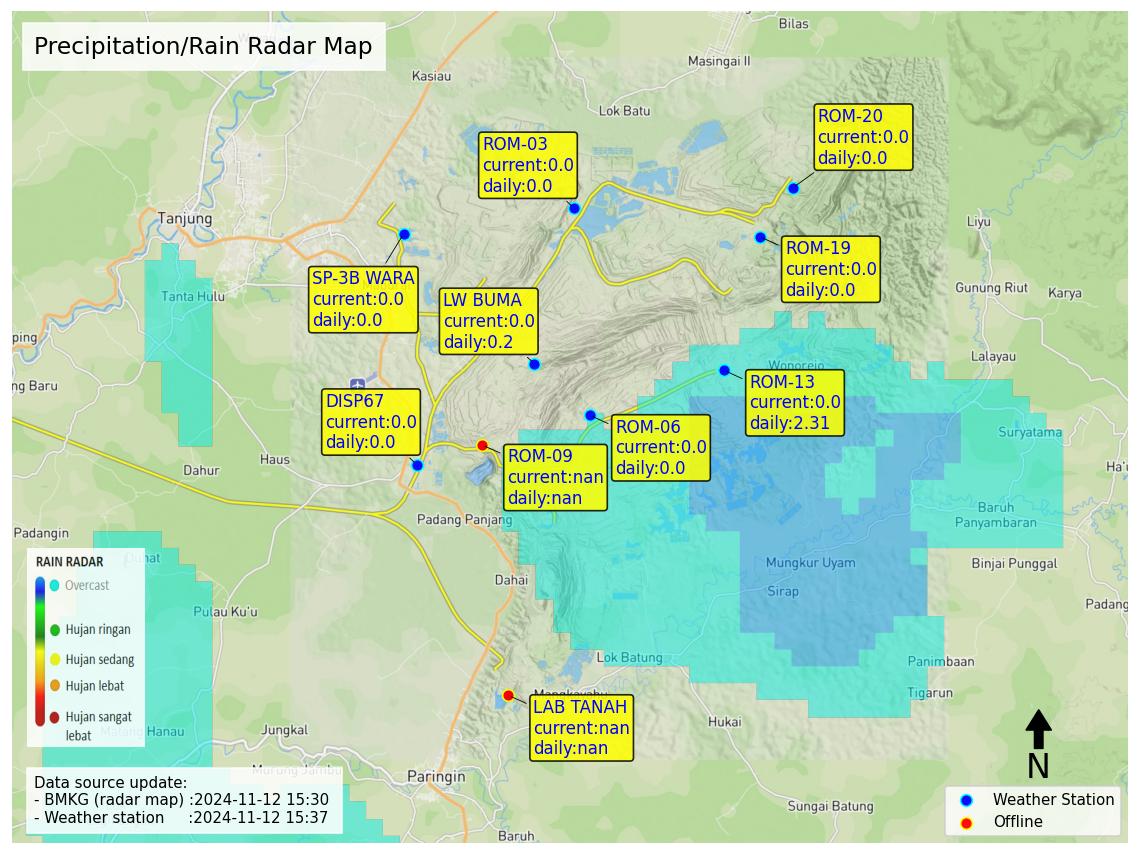 Precipitation/Rain Radar Map
Bilas
Masingai II
Kasiau
Lok Batu
ROM-20
current:0.0
daily:0.0
ROM-03
current:0.0
daily:0.0
Tanjung
Liyu
ROM-19
current:0.0
daily:0.0
SP-3B WARA
current:0.0
daily:0.0
LW BUMA
current:0.0
daily:0.2
Tanta Hulu
Gunung Riut
Karya
ping
Lalayau
Wonorejo
ng Baru
ROM-13
current:0.0
daily:2.31
DISP67
current:0.0
daily:0.0
ROM-06
current:0.0
daily:0.0
Suryatama
ROM-09
current:nan
daily:nan
Haus
Dahur
Ha'u
Baruh
Panyambaran
Padang Panjang
Padangin
Mungkur Uyam
Binjai Punggal
Dahai
Sirap
Padang
Pulau Ku'u
RAIN RADAR
Overcast
Hujan ringan
Hujan sedang
Hujan lebat
Hujan sangat
lebat
Lok Batung
Panimbaan
Tigarun
LAB TANAH
current:nan
daily:nan
Hukai
Jungkal
Paringin
Sungai Batung
Baruh
Data source update:
- BMKG (radar map) :2024-11-12 15:30
- Weather station :2024-11-12 15:37
N
Weather Station
Offline